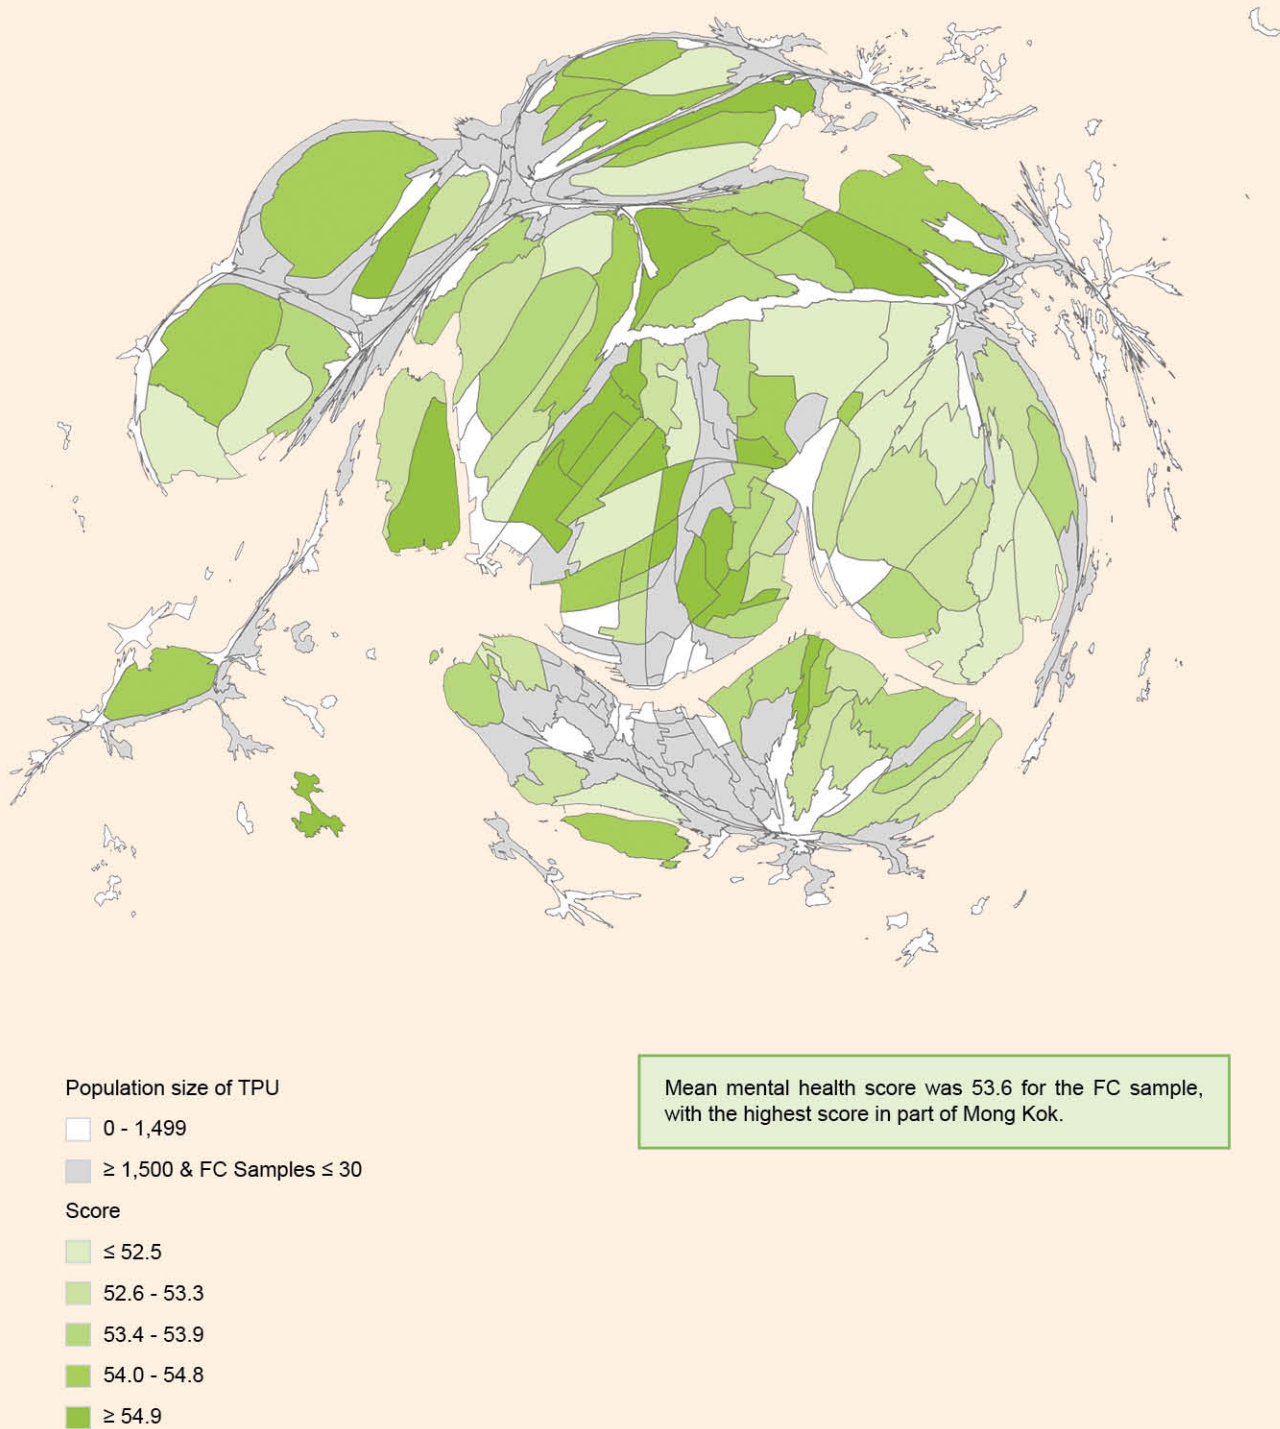 Population size of TPU
0 - 1,499
≥ 1,500 & FC Samples ≤ 30
Score
≤ 52.5
52.6 - 53.3
53.4 - 53.9
54.0 - 54.8
≥ 54.9
Mean mental health score was 53.6 for the FC sample,
with the highest score in part of Mong Kok.